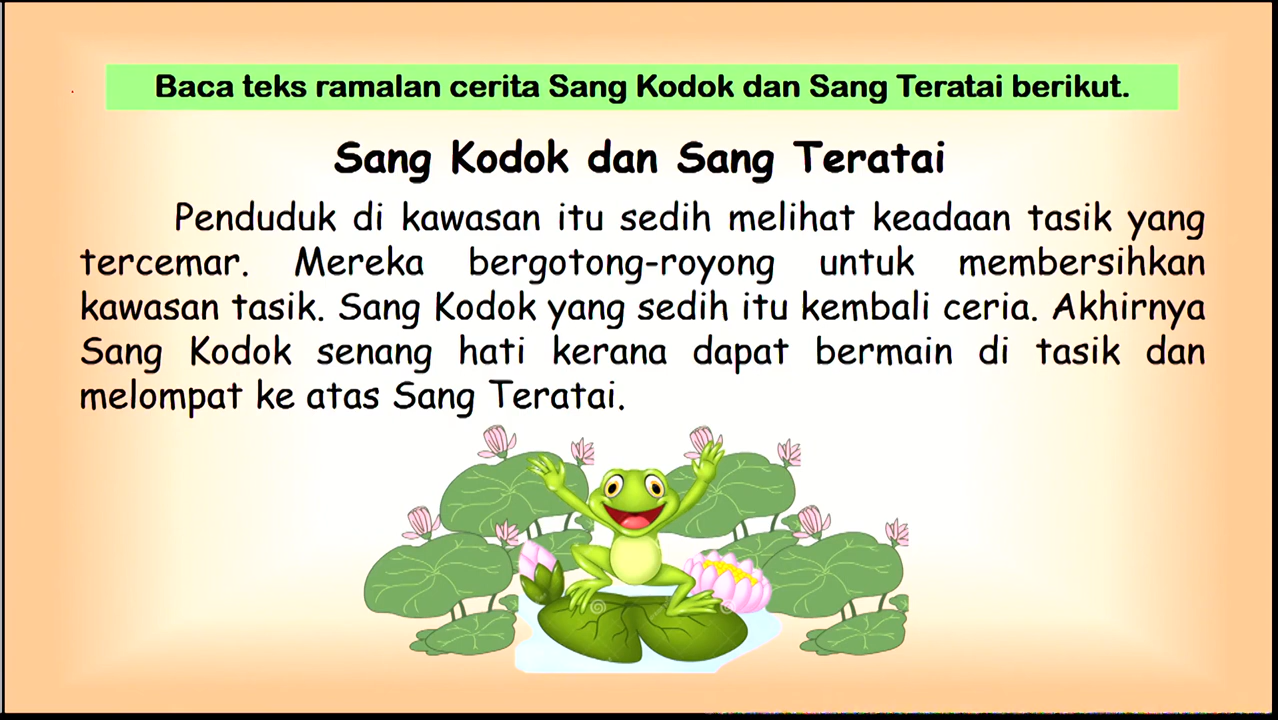 Baca teks ramalan cerita Sang Kodok dan Sang Teratai berikut.
Sang Kodok dan Sang Teratai
Penduduk di kawasan itu sedih melihat keadaan tasik yang
tercemar. Mereka bergotong-royong untuk membersihkan
kawasan tasik. Sang Kodok yang sedih itu kembali ceria. Akhirnya
Sang Kodok senang hati kerana dapat bermain di tasik dan
melompat ke atas Sang Teratai.